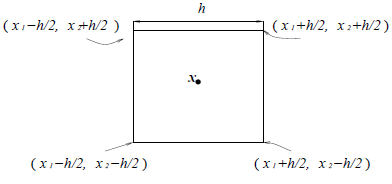 h
( x₁−h/2, x₂+h/2 )
( x₁+h/2, x₂+h/2 )
x
( x₁−h/2, x₂−h/2 )
( x₁+h/2, x₂−h/2 )